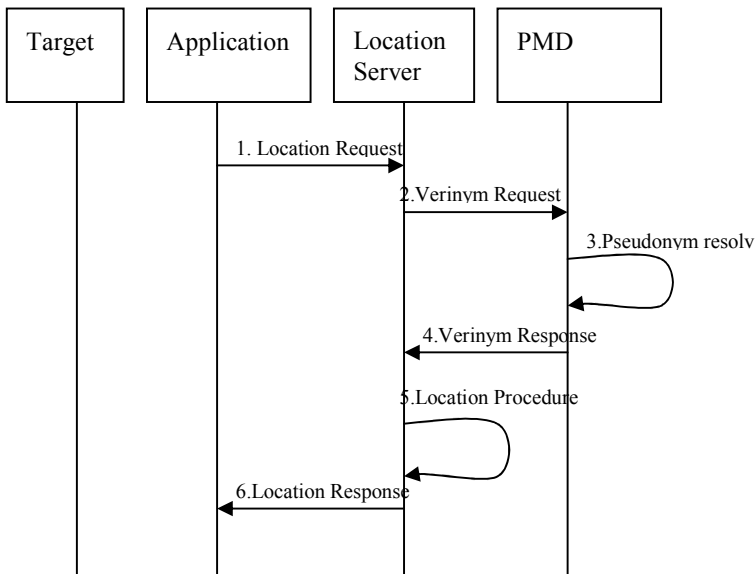 Target
Application
Location
Server
PMD
1. Location Request
2.Verinym Request
3.Pseudonym resolv
4.Verinym Response
5.Location Procedure
6.Location Response